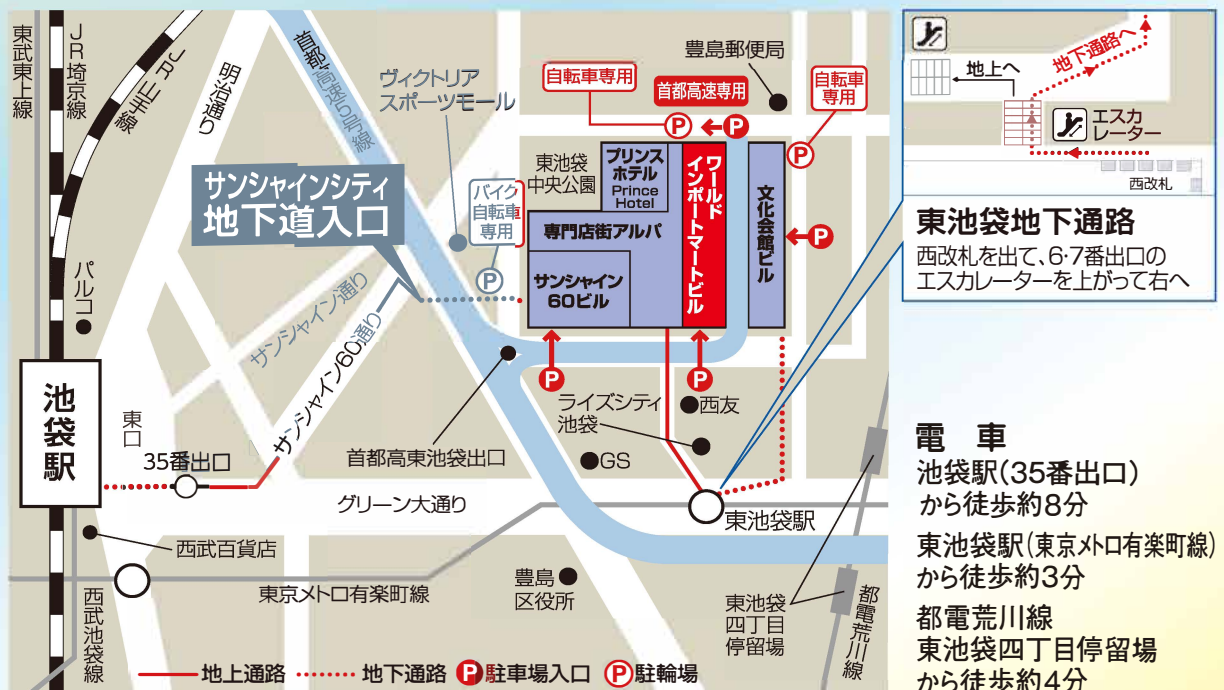 東武東上線
JR埼京線
JR山手線
明治通り
首都高速5号線
ヴィクトリア
スポーツモール
豊島郵便局
自転車専用
首都高速専用
自転車
専用
P
P
P
サンシャインシティ
地下道入口
バイク
自転車
専用
P
東池袋
中央公園
プリンス
ホテル
Prince
Hotel
専門店街アルパ
サンシャイン
60ビル
ワールド
インポートマートビル
文化会館ビル
P
P
P
パルコ
サンシャイン通り
サンシャイン60通り
池袋駅
東口
35番出口
首都高東池袋出口
ライズシティ
池袋
西友
GS
グリーン大通り
東池袋駅
西武百貨店
東京メトロ有楽町線
西武池袋線
豊島
区役所
東池袋
四丁目
停留場
都電荒川線
地上通路
地下通路
P駐車場入口
P駐輪場
地上へ
地下通路へ
エスカ
レーター
西改札
東池袋地下通路
西改札を出て、6・7番出口の
エスカレーターを上がって右へ
電 車
池袋駅(35番出口)
から徒歩約8分
東池袋駅(東京メトロ有楽町線)
から徒歩約3分
都電荒川線
東池袋四丁目停留場
から徒歩約4分